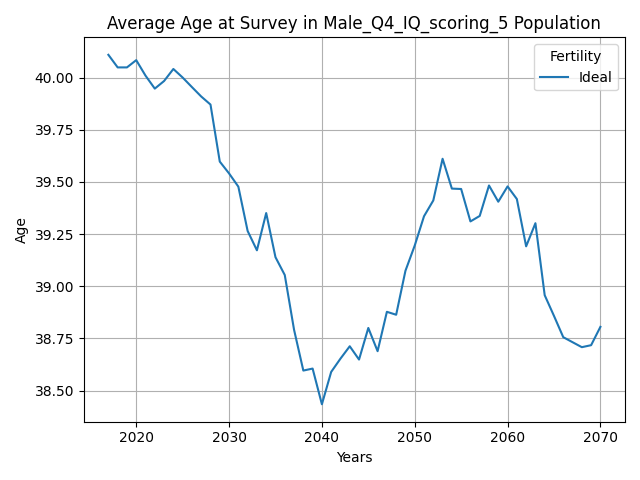 Average Age at Survey in Male_Q4_IQ_scoring_5 Population
Fertility
Ideal
40.00
39.75
39.50
39.25
39.00
38.75
38.50
Age
2020 2030 2040 2050 2060 2070
Years